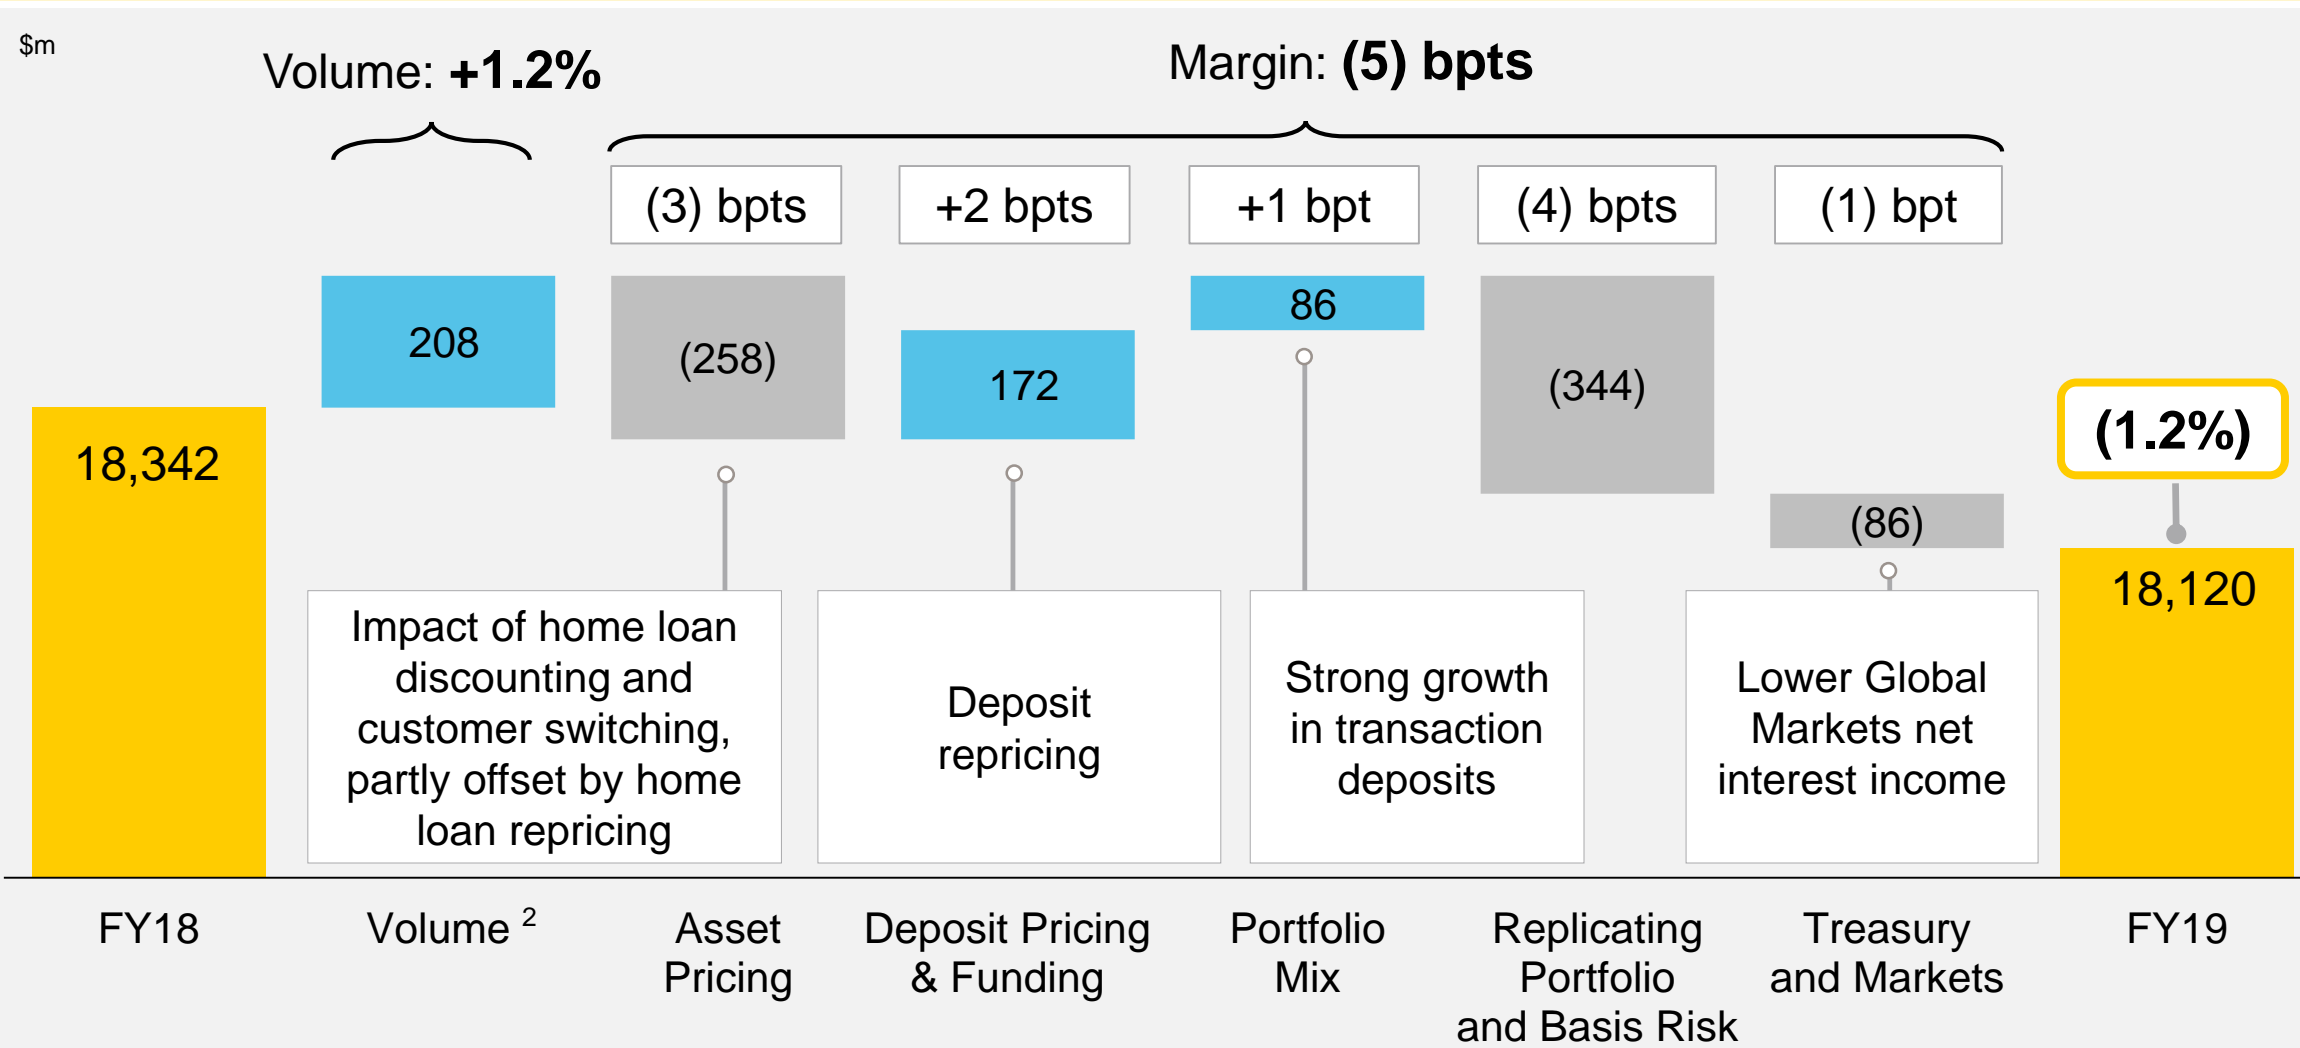 $m
Volume: +1.2%
Margin: (5) bpts
(3) bpts
+2 bpts
+1 bpt
(4) bpts
(1) bpt
18,342
208
(258)
172
86
(344)
(86)
(1.2%)
18,120
Impact of home loan
discounting and
customer switching,
partly offset by home
loan repricing
Deposit
repricing
Strong growth
in transaction
deposits
Lower Global
Markets net
interest income
FY18
Volume 2
Asset
Pricing
Deposit Pricing
& Funding
Portfolio
Mix
Replicating
Portfolio
and Basis Risk
Treasury
and Markets
FY19